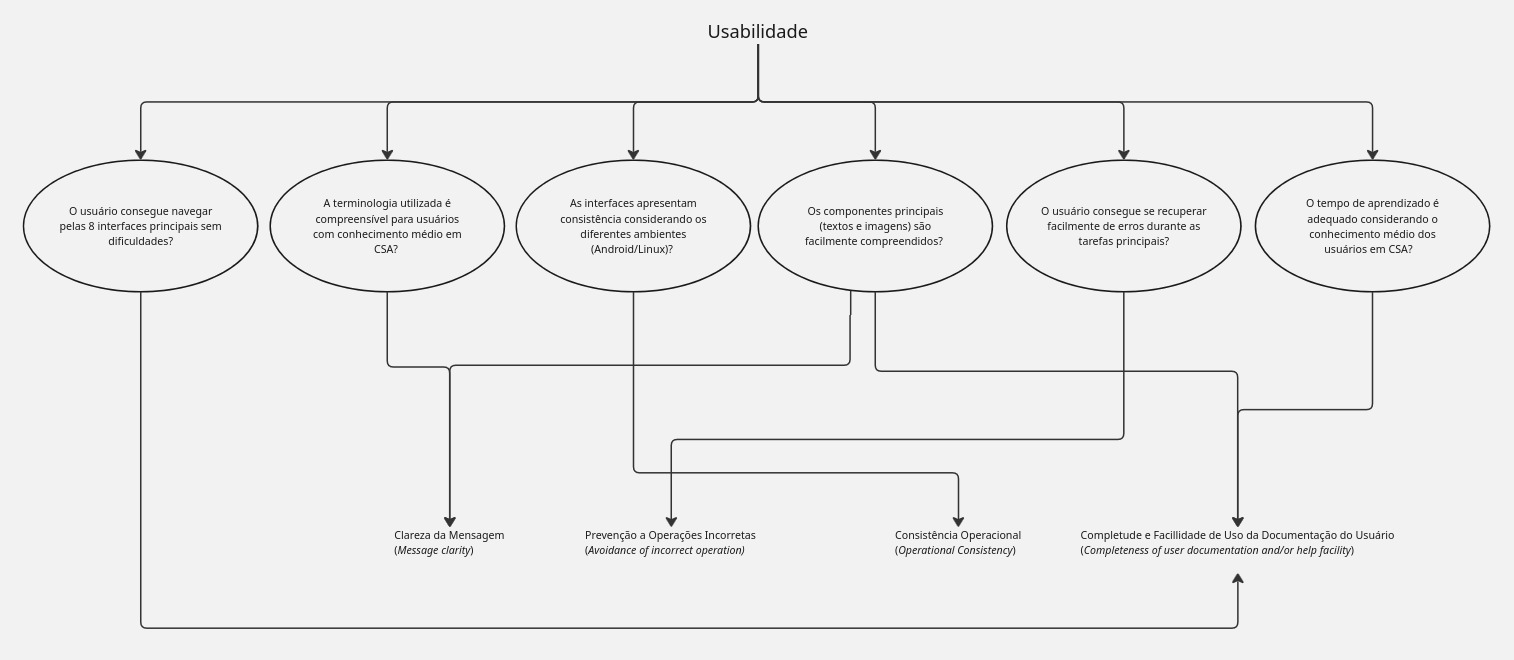 Usabilidade
O usuário consegue navegar
pelas 8 interfaces principais sem
dificuldades?
A terminologia utilizada é
compreensível para usuários
com conhecimento médio em
CSA?
As interfaces apresentam
consistência considerando os
diferentes ambientes
(Android/Linux)?
Os componentes principais
(textos e imagens) são
facilmente compreendidos?
O usuário consegue se recuperar
facilmente de erros durante as
tarefas principais?
O tempo de aprendizado é
adequado considerando o
conhecimento médio dos
usuários em CSA?
Clareza da Mensagem
(Message clarity)
Prevenção a Operações Incorretas
(Avoidance of incorrect operation)
Consistência Operacional
(Operational Consistency)
Completude e Facillidade de Uso da Documentação do Usuário
(Completeness of user documentation and/or help facility)